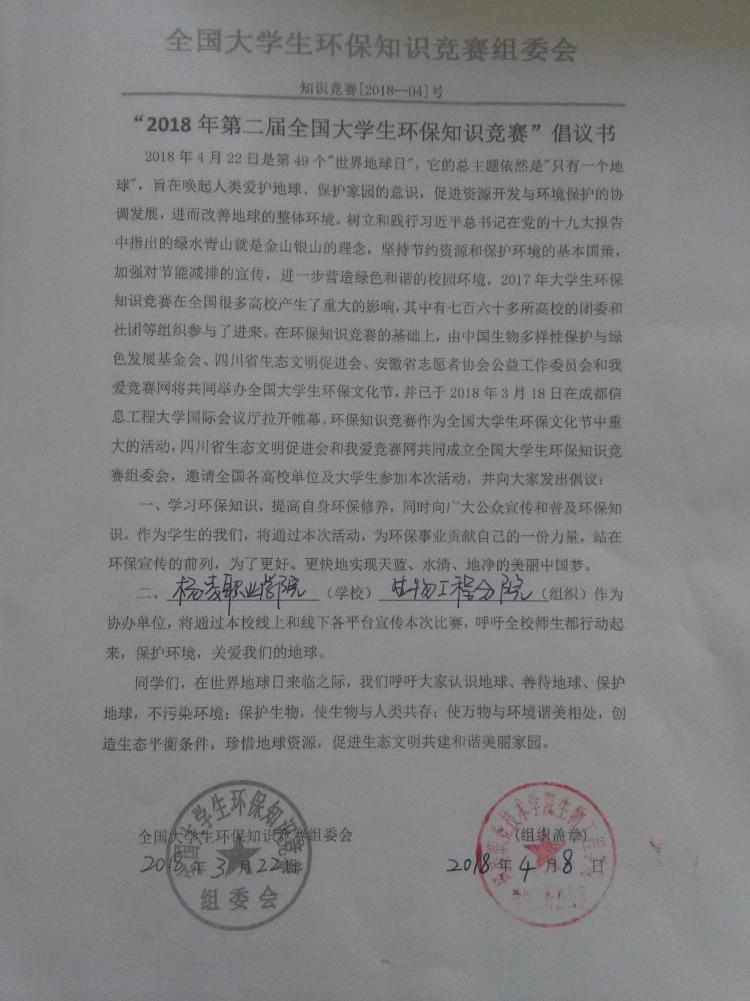 全国大学生环保知识竞赛组委会
知识竞赛[2018—04]号
“2018 年第二届全国大学生环保知识竞赛”倡议书
2018 年 4 月 22 日是第 49 个"世界地球日"，它的总主题依然是"只有一个地
球"，旨在唤起人类爱护地球、保护家园的意识，促进资源开发与环境保护的协
调发展，进而改善地球的整体环境。树立和践行习近平总书记在党的十九大报告
中指出的绿水青山就是金山银山的理念，坚持节约资源和保护环境的基本国策，
加强对节能减排的宣传，进一步营造绿色和谐的校园环境，2017 年大学生环保
知识竞赛在全国很多高校产生了重大的影响，其中有七百六十多所高校的团委和
社团等组织参与了进来。在环保知识竞赛的基础上，由中国生物多样性保护与绿
色发展基金会、四川省生态文明促进会、安徽省志愿者协会公益工作委员会和我
爱竞赛网将共同举办全国大学生环保文化节，并已于 2018 年 3 月 18 日在成都信
息工程大学国际会议厅拉开帷幕。环保知识竞赛作为全国大学生环保文化节中重
大的活动，四川省生态文明促进会和我爱竞赛网共同成立全国大学生环保知识竞
赛组委会，邀请全国各高校单位及大学生参加本次活动，并向大家发出倡议：
一、学习环保知识，提高自身环保修养，同时向广大公众宣传和普及环保知
识。作为学生的我们，将通过本次活动，为环保事业贡献自己的一份力量，站在
环保宣传的前列，为了更好、更快地实现天蓝、水清、地净的美丽中国梦。
二、杨凌职业学院（学校）生物工程分院（组织）作为
协办单位，将通过本校线上和线下各平台宣传本次比赛，呼吁全校师生都行动起
来，保护环境，关爱我们的地球。
同学们，在世界地球日来临之际，我们呼吁大家认识地球、善待地球、保护
地球，不污染环境；保护生物，使生物与人类共存；使万物与环境谐美相处，创
造生态平衡条件，珍惜地球资源，促进生态文明共建和谐美丽家园。
全国大学生环保知识竞赛组委会
（组织盖章）
2018 年 3 月 22 日
2018 年 4 月 8 日
全国大学生环保知识竞赛
组委会
职业技术学院生物工程